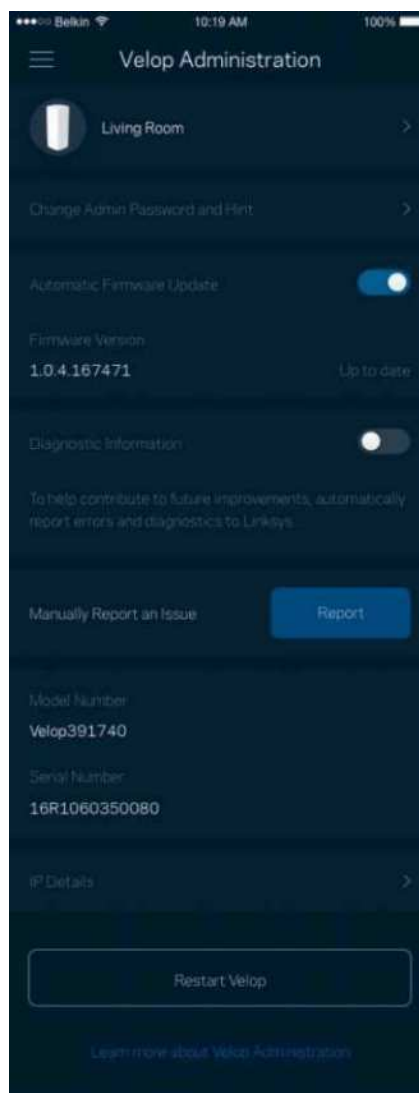 Belkin 10:19 AM 100%
Velop Administration
Living Room
Change Admin Password and Hint
Automatic Firmware Update
Firmware Version
1.0.4.167471 Up to date
Diagnostic Information
To help contribute to future improvements, automatically
report errors and diagnostics to Linksys.
Manually Report an Issue Report
Model Number
Velop391740
Serial Number
16R1060350080
IP Details
Restart Velop
Learn more about Velop Administration